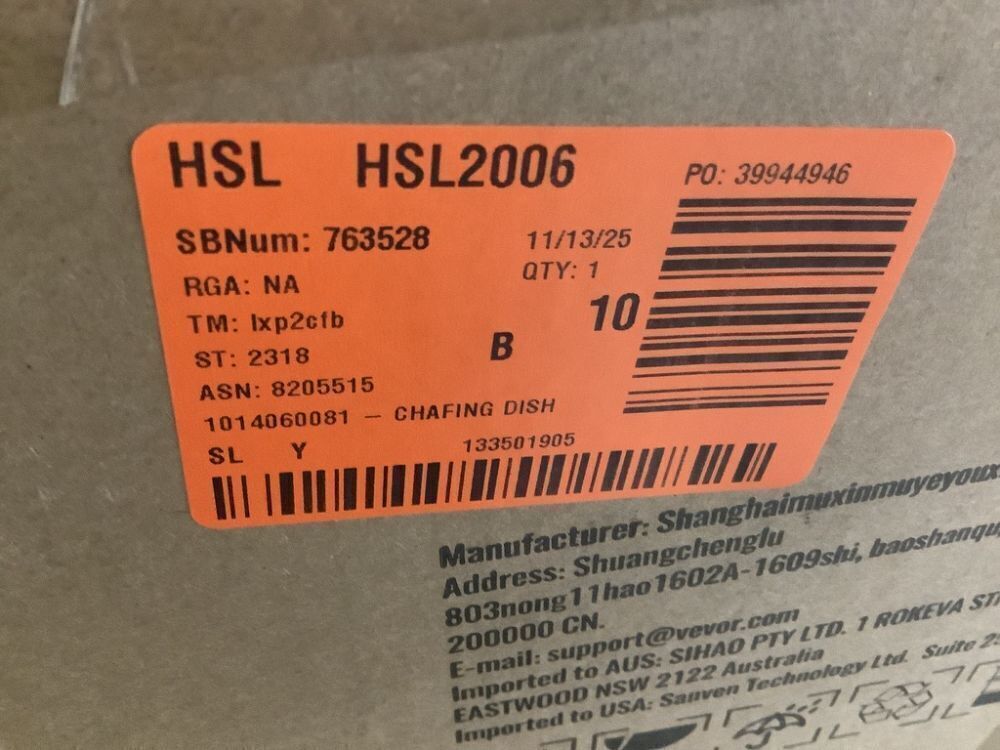 HSL HSL2006
PO: 39944946
SBNum: 763528
11/13/25
RGA: NA
QTY: 1
TM: lxp2cfb
10
ST: 2318
B
ASN: 8205515
1014060081 – CHAFING DISH
SL Y 133501905
Manufacturer: Shanghaimuxinmuyeyoux
Address: Shuangchenglu
803nong11hao1602A-1609shi, baoshanqu,
200000 CN.
E-mail: support@vevor.com
Imported to AUS: SIHAO PTY LTD. 1 ROKEVA
EASTWOOD NSW 2122 Australia
Imported to USA: Sanven Technology Ltd. Suite